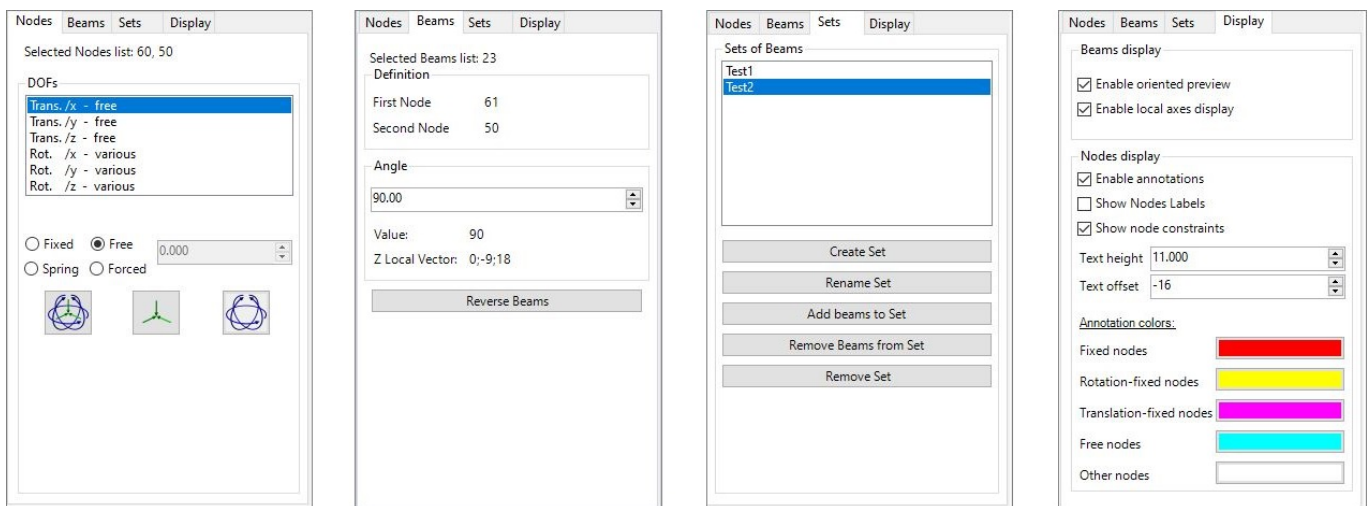 Nodes Beams Sets Display
Selected Nodes list: 60, 50
DOFs
Trans. /x - free
Trans. /y - free
Trans. /z - free
Rot. /x - various
Rot. /y - various
Rot. /z - various
Fixed Free 0.000
Spring Forced
Nodes Beams Sets Display
Selected Beams list: 23
Definition
First Node 61
Second Node 50
Angle
90.00
Value: 90
Z Local Vector: 0;-9;18
Reverse Beams
Nodes Beams Sets Display
Sets of Beams
Test1
Test2
Create Set
Rename Set
Add beams to Set
Remove Beams from Set
Remove Set
Nodes Beams Sets Display
Beams display
Enable oriented preview
Enable local axes display
Nodes display
Enable annotations
Show Nodes Labels
Show node constraints
Text height 11.000
Text offset -16
Annotation colors:
Fixed nodes
Rotation-fixed nodes
Translation-fixed nodes
Free nodes
Other nodes